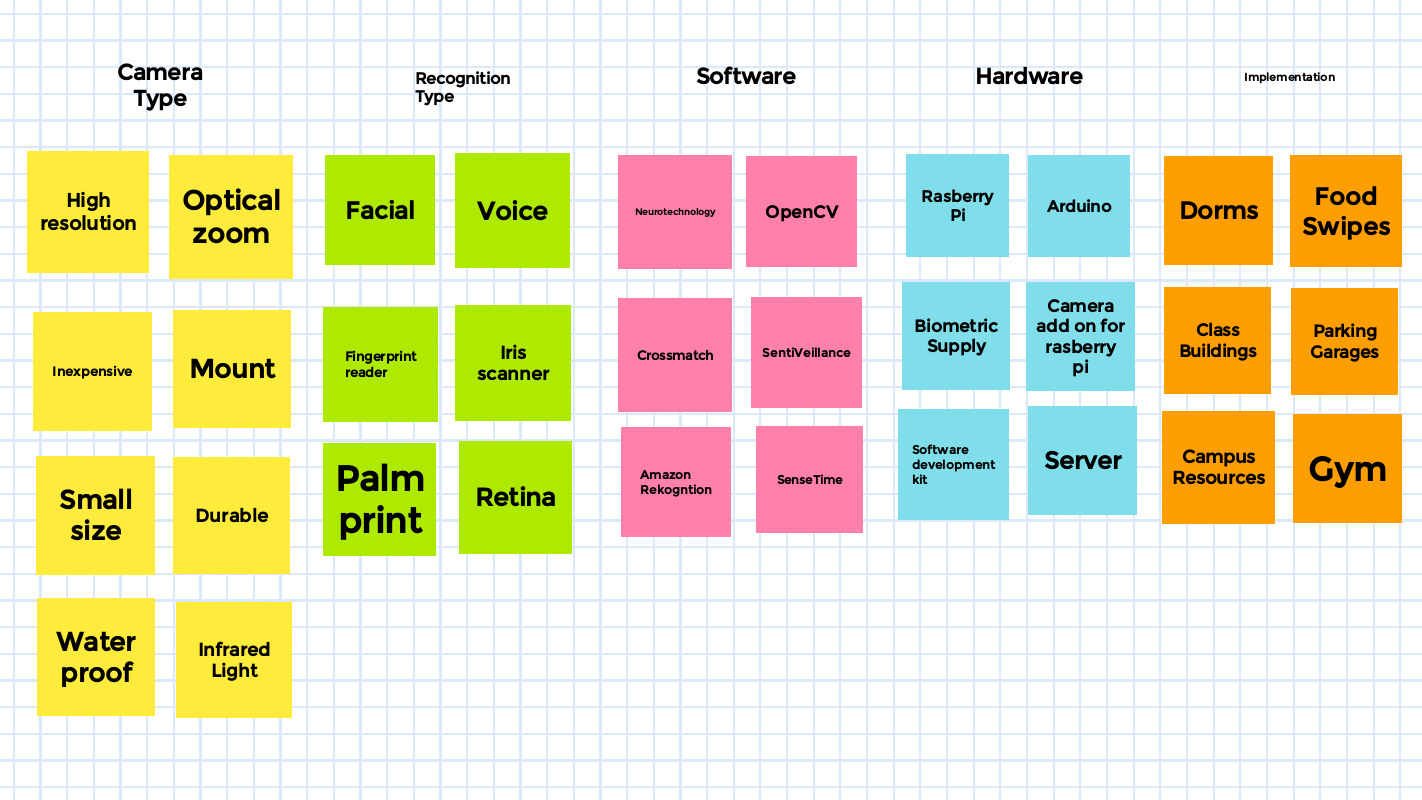 Camera
Type
High
resolution
Optical
zoom
Inexpensive
Mount
Small
size
Durable
Water
proof
Infrared
Light
Recognition
Type
Facial
Voice
Fingerprint
reader
Iris
scanner
Palm
print
Retina
Software
Neurotechnology
OpenCV
Crossmatch
SentiVeillance
Amazon
Rekogntion
SenseTime
Hardware
Rasberry
Pi
Arduino
Biometric
Supply
Camera
add on for
rasberry
pi
Software
development
kit
Server
Implementation
Dorms
Food
Swipes
Class
Buildings
Parking
Garages
Campus
Resources
Gym